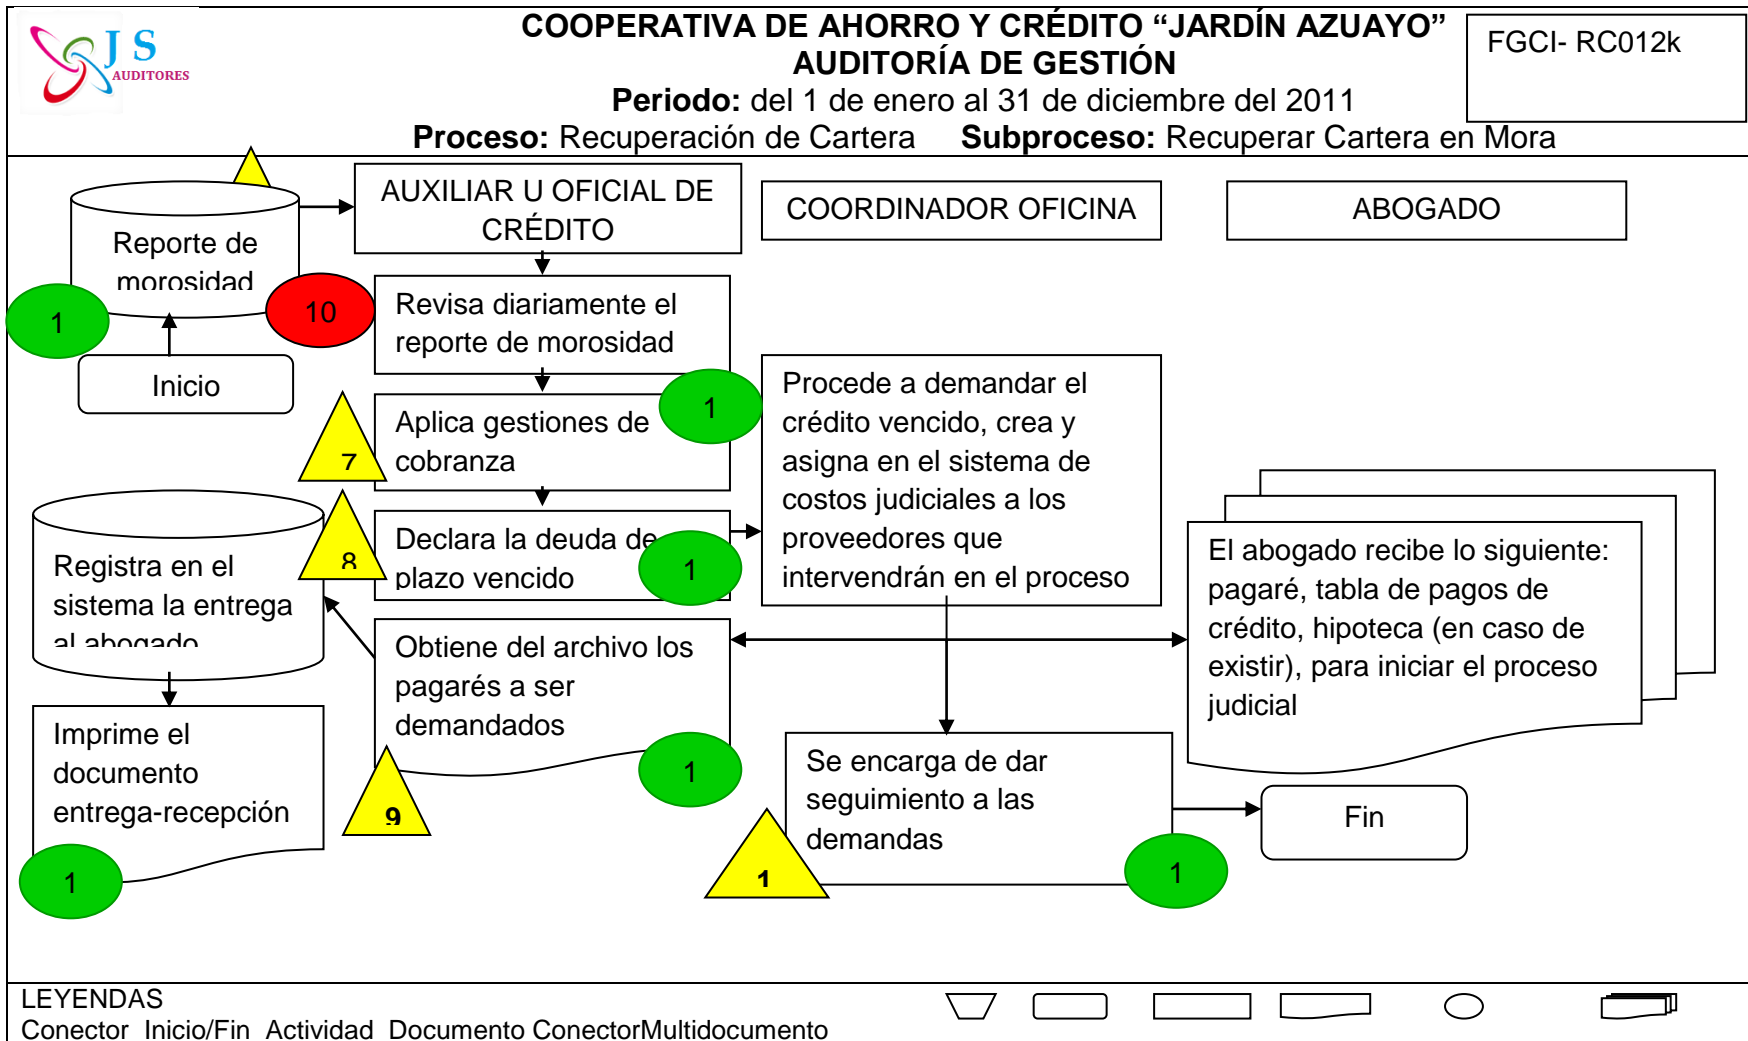 J S
AUDITORES
COOPERATIVA DE AHORRO Y CRÉDITO “JARDÍN AZUAYO”
AUDITORÍA DE GESTIÓN
Periodo: del 1 de enero al 31 de diciembre del 2011
Proceso: Recuperación de Cartera Subproceso: Recuperar Cartera en Mora
FGCI- RC012k
Reporte de
morosidad
1
10
Inicio
AUXILIAR U OFICIAL DE
CRÉDITO
COORDINADOR OFICINA
ABOGADO
Revisa diariamente el
reporte de morosidad
1
Aplica gestiones de
cobranza
7
Declara la deuda de
plazo vencido
8
1
Procede a demandar el
crédito vencido, crea y
asigna en el sistema de
costos judiciales a los
proveedores que
intervendrán en el proceso
El abogado recibe lo siguiente:
pagaré, tabla de pagos de
crédito, hipoteca (en caso de
existir), para iniciar el proceso
judicial
Obtiene del archivo los
pagarés a ser
demandados
9
1
Registra en el
sistema la entrega
al abogado
Imprime el
documento
entrega-recepción
1
Se encarga de dar
seguimiento a las
demandas
1
1
Fin
LEYENDAS
Conector Inicio/Fin Actividad Documento ConectorMultidocumento